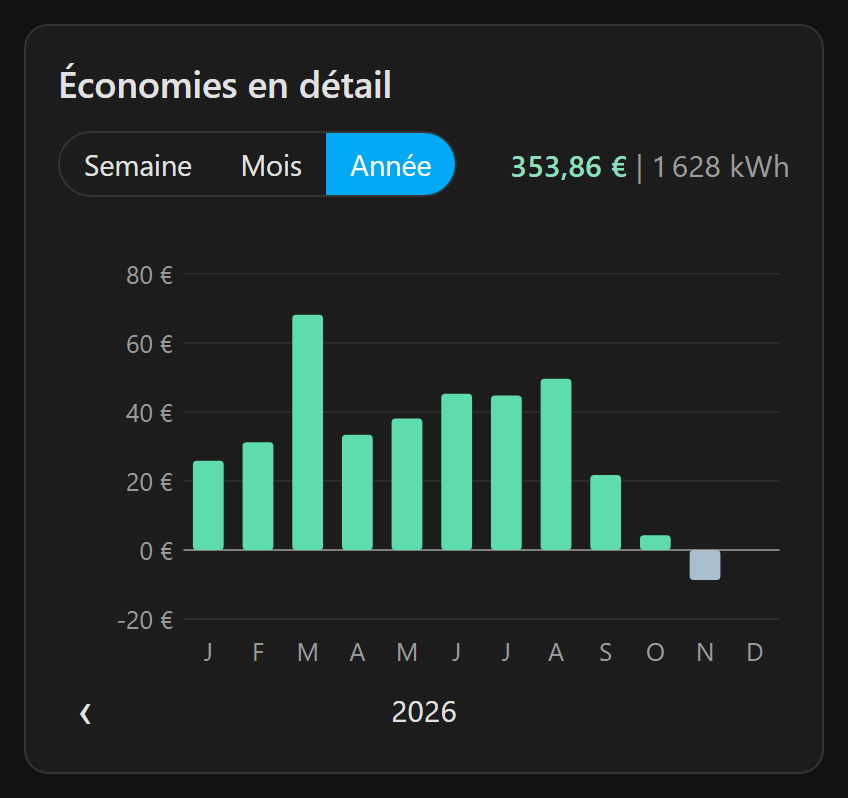 Économies en détail
Semaine Mois Année 353,86 € | 1 628 kWh
80 €
60 €
40 €
20 €
0 €
-20 €
J F M A M J J A S O N D
‹ 2026